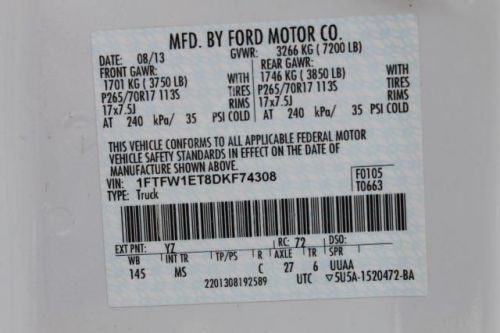 MFD. BY FORD MOTOR CO.
DATE: 08/13 GVWR: 3266 KG ( 7200 LB)
FRONT GAWR: REAR GAWR:
1701 KG ( 3750 LB) WITH 1746 KG ( 3850 LB) WITH
P265/70R17 113S TIRES P265/70R17 113S TIRES
17x7.5J RIMS 17x7.5J RIMS
AT 240 kPa/ 35 PSI COLD AT 240 kPa/ 35 PSI COLD
THIS VEHICLE CONFORMS TO ALL APPLICABLE FEDERAL MOTOR
VEHICLE SAFETY STANDARDS IN EFFECT ON THE DATE OF
MANUFACTURE SHOWN ABOVE.
VIN: 1FTFW1ET8DKF74308 F0105
TYPE: Truck T0663
EXT PNT: YZ RC: 72 DSO:
WB INT TR TP/PS R AXLE TR SPR
145 MS C 27 6 UUAA
2201308192589 UTC ▽5U5A-1520472-BA